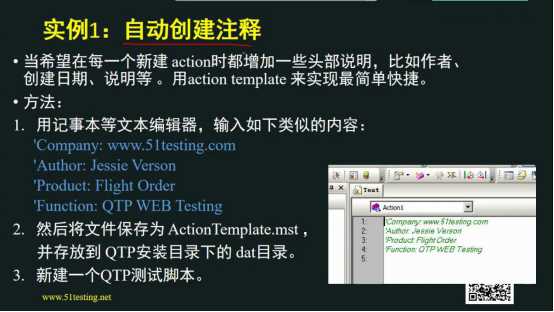 实例1：自动创建注释
• 当希望在每一个新建 action时都增加一些头部说明，比如作者、
创建日期、说明等 。用action template 来实现最简单快捷。
• 方法：
1. 用记事本等文本编辑器，输入如下类似的内容：
'Company: www.51testing.com
'Author: Jessie Verson
'Product: Flight Order
'Function: QTP WEB Testing
2. 然后将文件保存为 ActionTemplate.mst ，
并存放到 QTP安装目录下的 dat目录。
3. 新建一个QTP测试脚本。
Test
Action1
1: 'Company: www.51testing.com
2: 'Author: Jessie Verson
3: 'Product: Flight Order
4: 'Function: QTP WEB Testing
5:
www.51testing.net